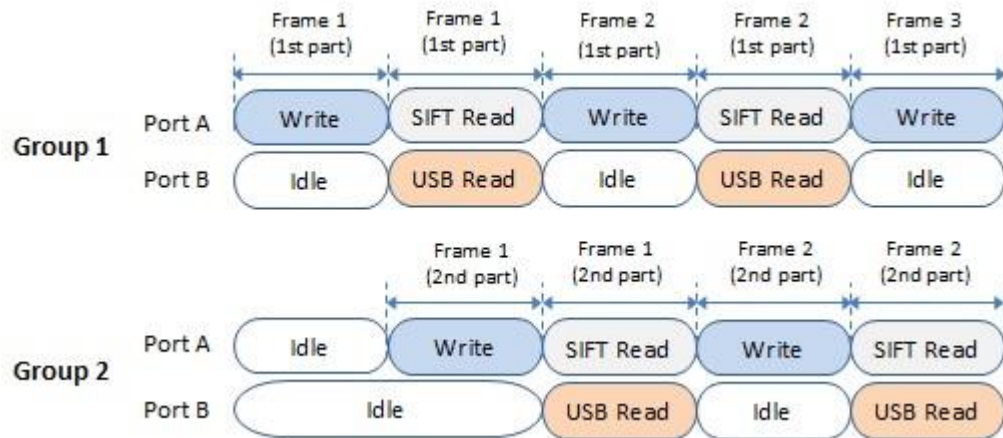 Frame 1 Frame 1 Frame 2 Frame 2 Frame 3
(1st part) (1st part) (1st part) (1st part) (1st part)
Port A Write SIFT Read Write SIFT Read Write
Group 1
Port B Idle USB Read Idle USB Read Idle
Frame 1 Frame 1 Frame 2 Frame 2
(2nd part) (2nd part) (2nd part) (2nd part)
Port A Idle Write SIFT Read Write SIFT Read
Group 2
Port B Idle USB Read Idle USB Read